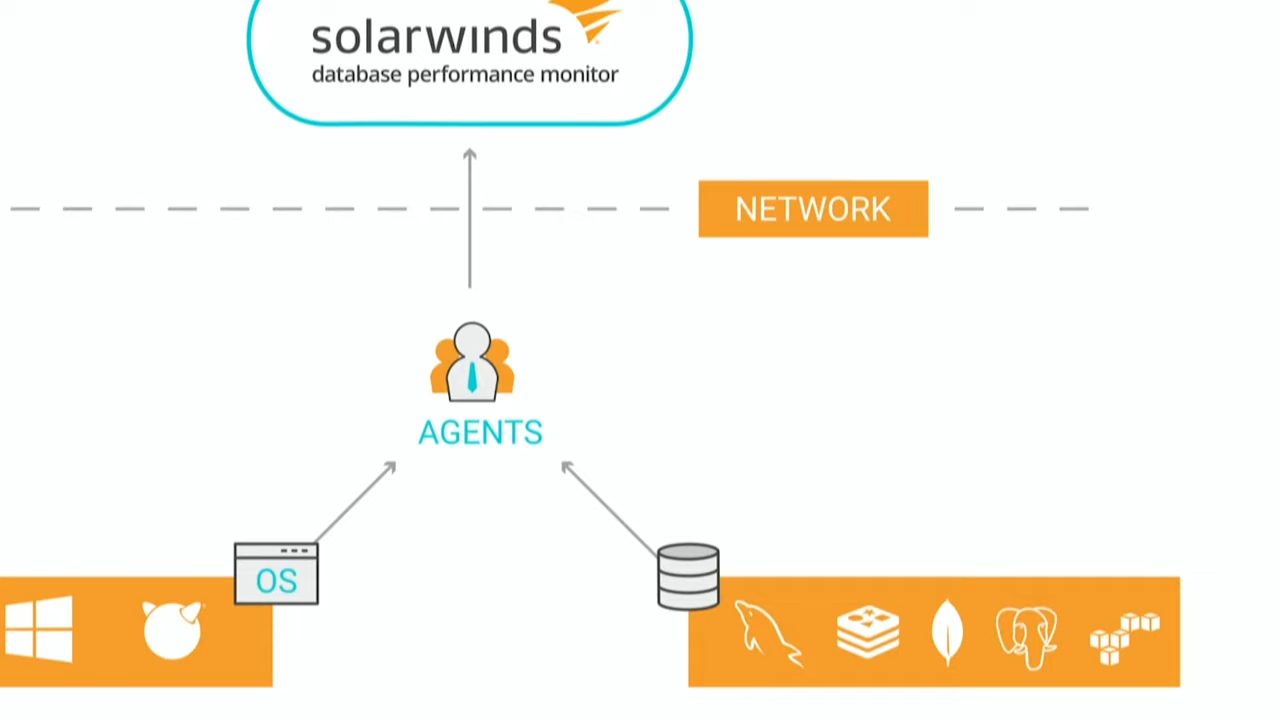 solarwinds
database performance monitor
NETWORK
AGENTS
OS